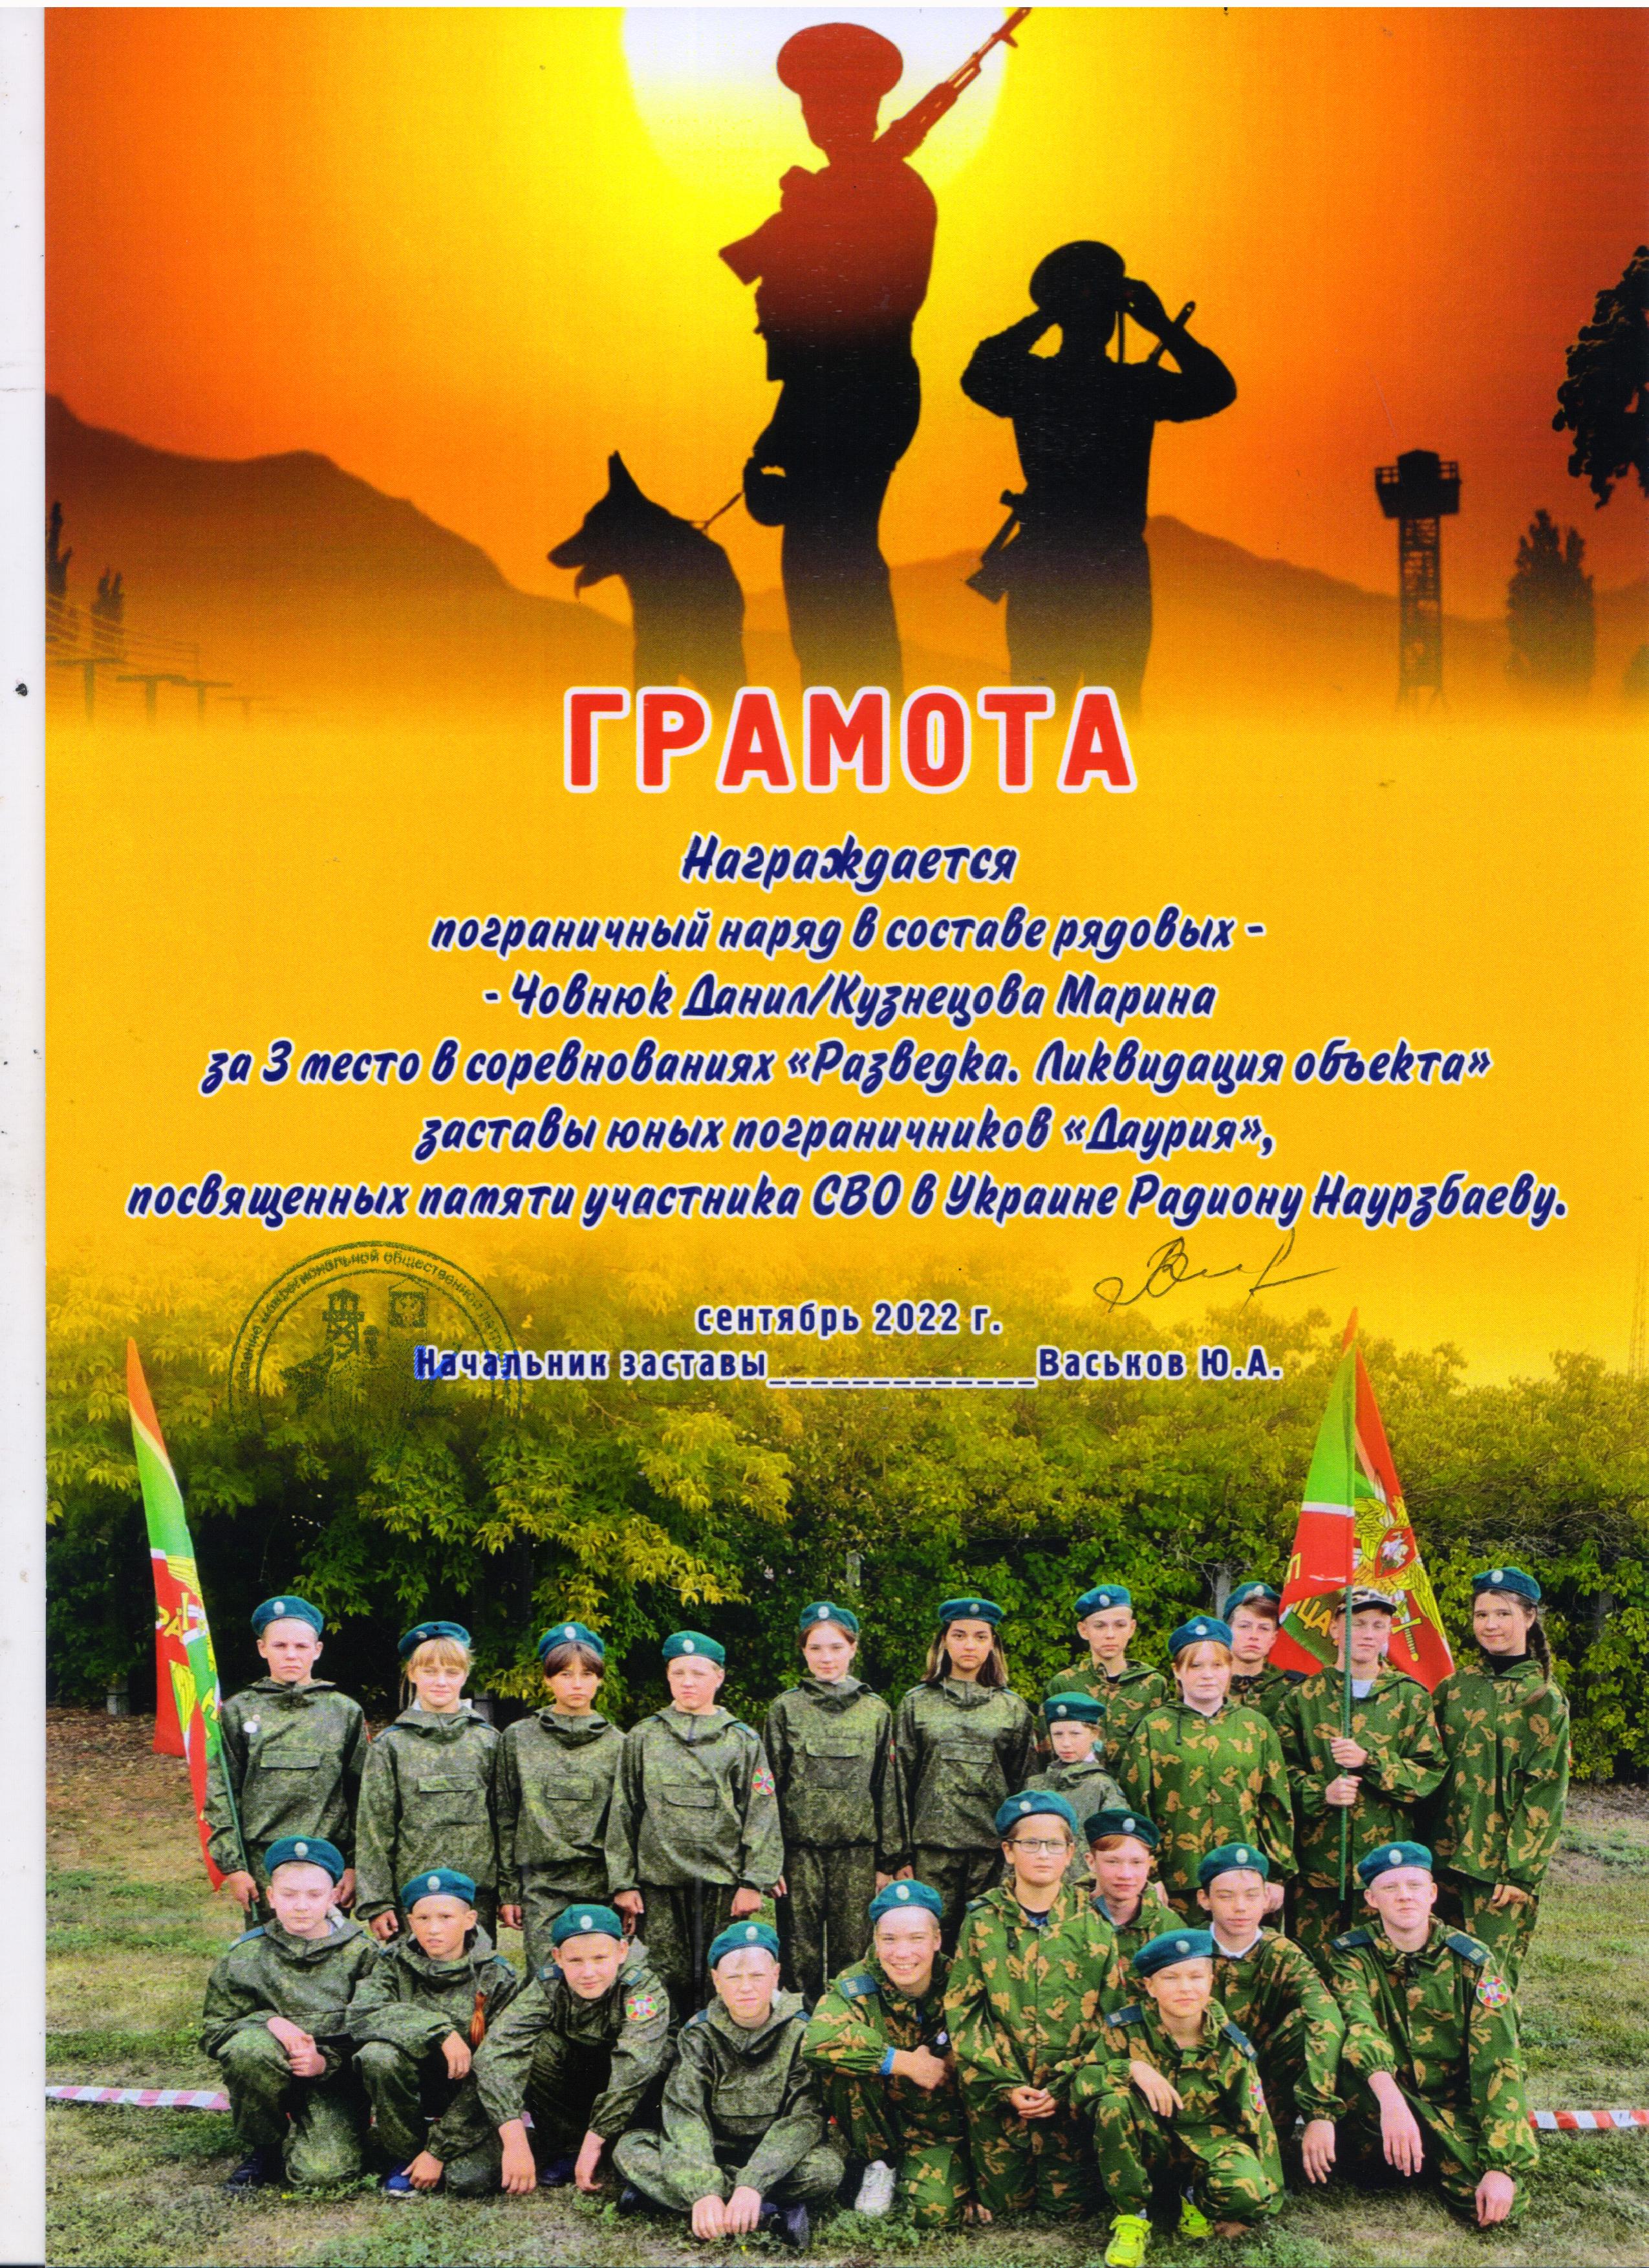 ГРАМОТА
Награждается
пограничный наряд в составе рядовых -
- Човнюк Данил/Кузнецова Марина
за 3 место в соревнованиях «Разведка. Ликвидация объекта»
заставы юных пограничников «Даурия»,
посвященных памяти участника СВО в Украине Радиону Наурзбаеву.
сентябрь 2022 г.
Начальник заставы_____________Васьков Ю.А.